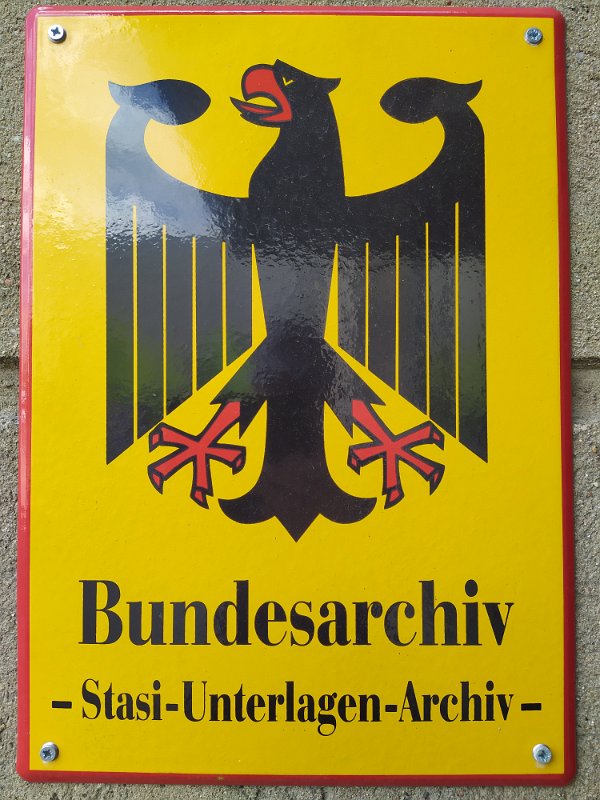 Bundesarchiv
– Stasi-Unterlagen-Archiv –